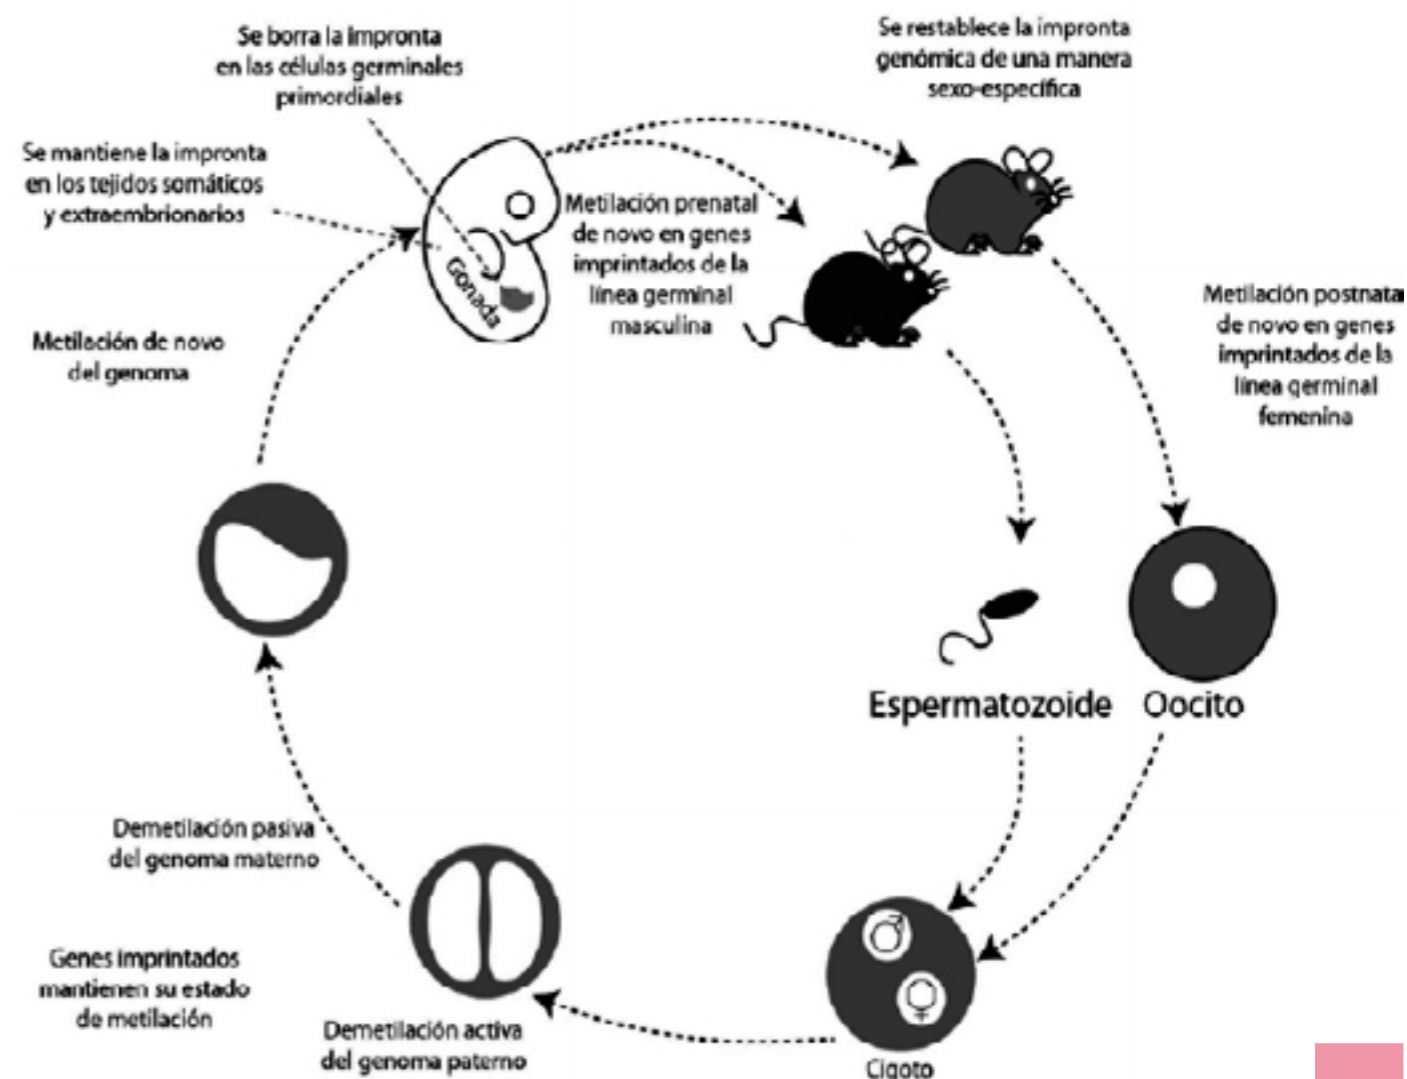 Se borra la impronta
en las células germinales
primordiales
Se restablece la impronta
genómica de una manera
sexo-específica
Se mantiene la impronta
en los tejidos somáticos
y extraembrionarios
Gonada
Metilación prenatal
de novo en genes
imprintados de la
línea germinal
masculina
Metilación postnata
de novo en genes
imprintados de la
línea germinal
femenina
Metilación de novo
del genoma
Espermatozoide
Oocito
Demetilación pasiva
del genoma materno
Genes imprintados
mantienen su estado
de metilación
Demetilación activa
del genoma paterno
♂
♀
Cigoto